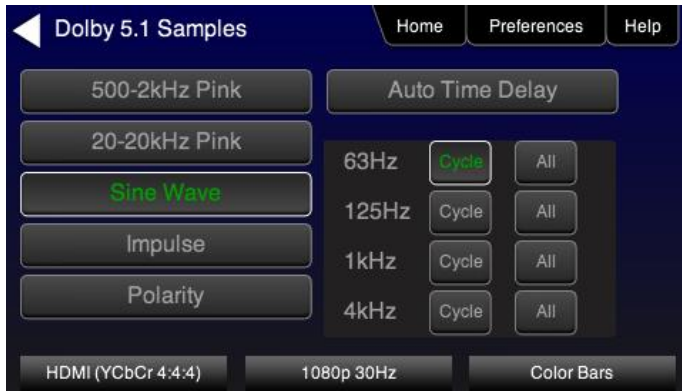 Dolby 5.1 Samples
Home
Preferences
Help
500-2kHz Pink
Auto Time Delay
20-20kHz Pink
Sine Wave
Impulse
Polarity
63Hz Cycle All
125Hz Cycle All
1kHz Cycle All
4kHz Cycle All
HDMI (YCbCr 4:4:4)
1080p 30Hz
Color Bars